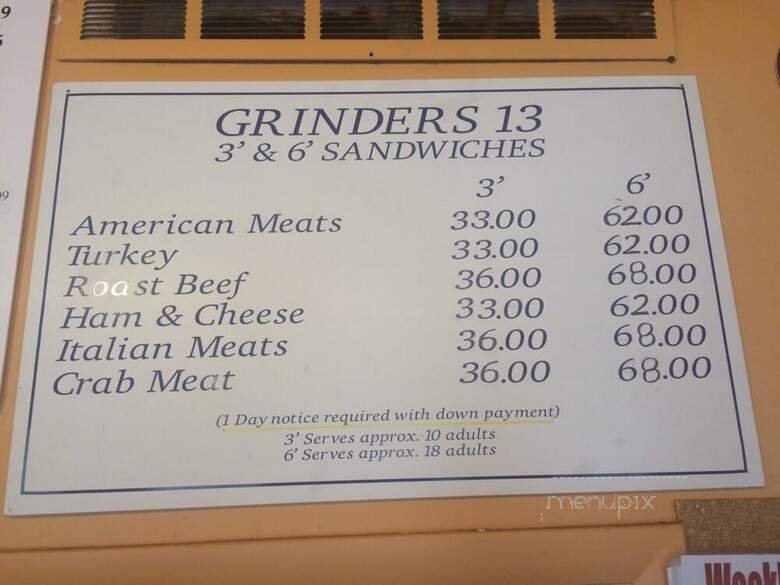 9
GRINDERS 13
3' & 6' SANDWICHES
3' 6'
American Meats 33.00 62.00
Turkey 33.00 62.00
Roast Beef 36.00 68.00
Ham & Cheese 33.00 62.00
Italian Meats 36.00 68.00
Crab Meat 36.00 68.00
(1 Day notice required with down payment)
3' Serves approx. 10 adults
6' Serves approx. 18 adults
menupix